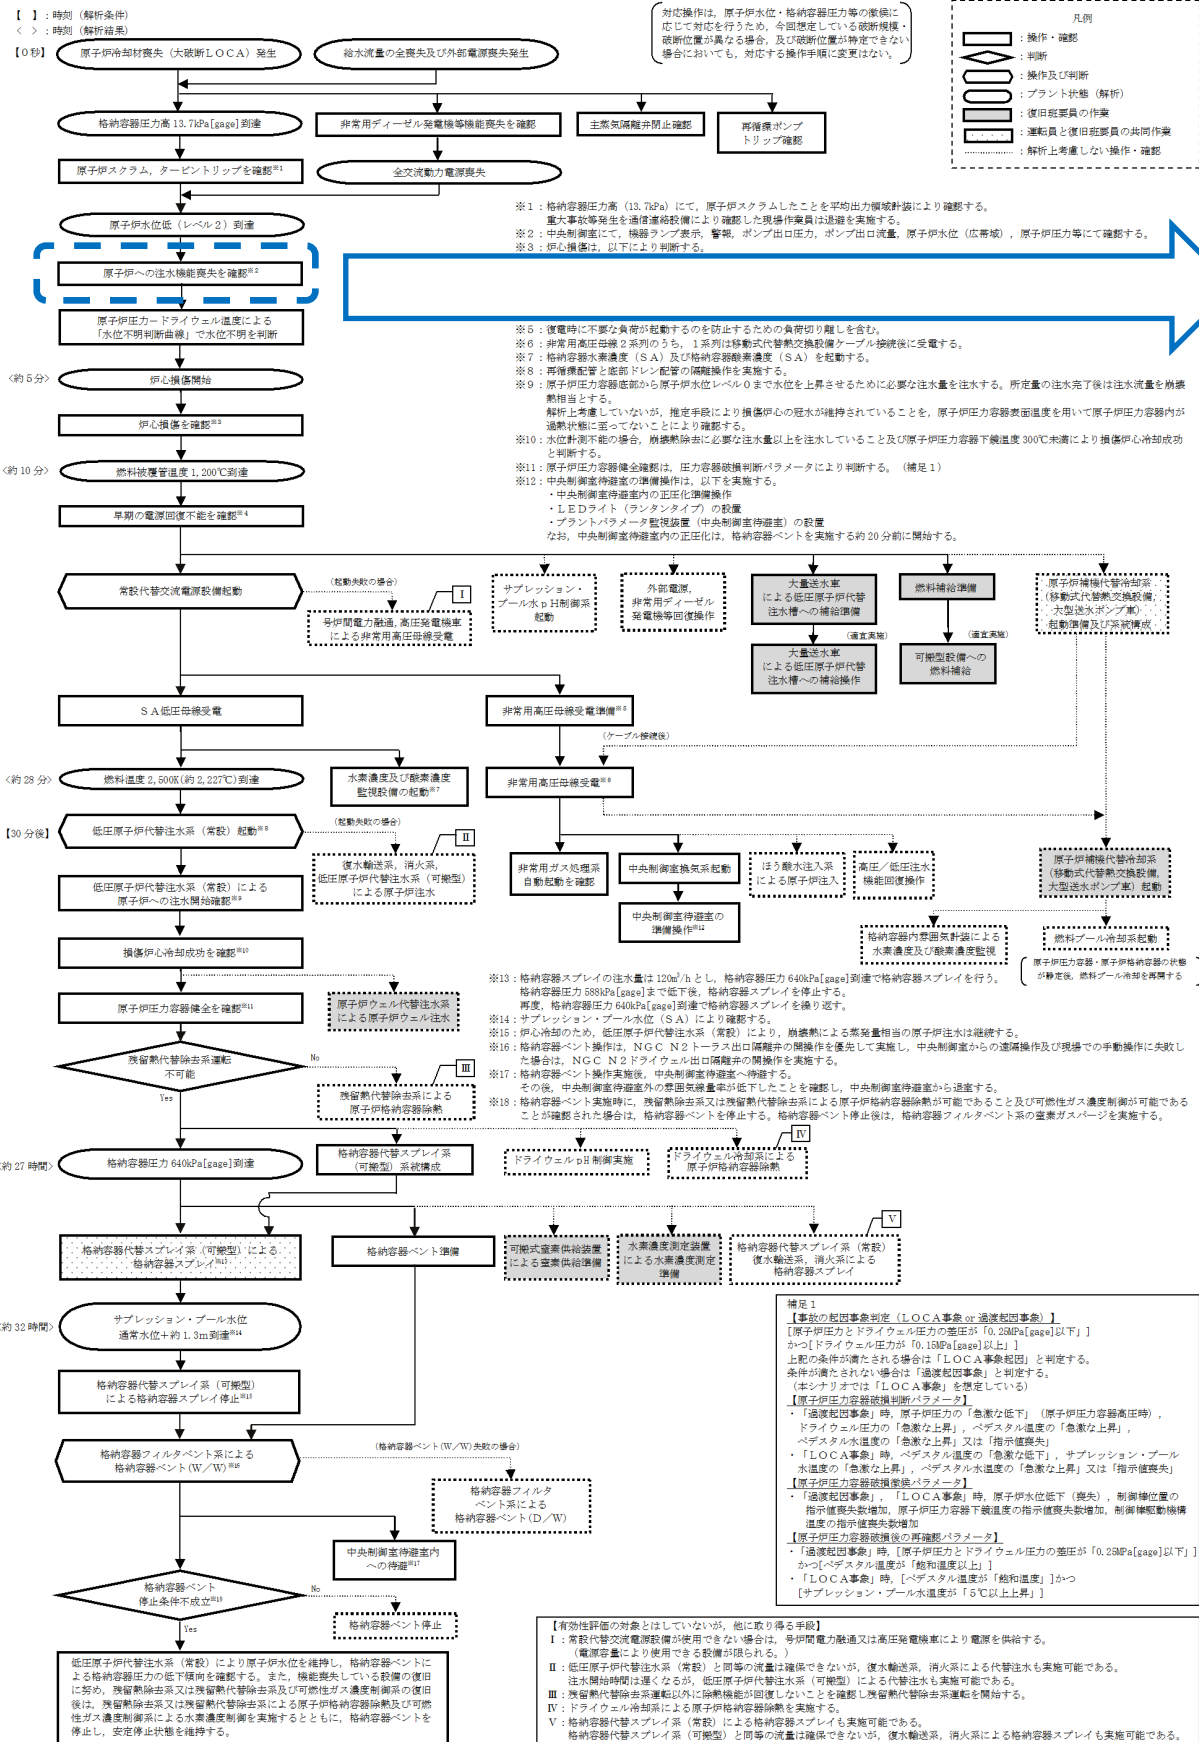 【 】：時刻（解析条件）
＜ ＞：時刻（解析結果）
【0秒】
原子炉冷却材喪失（大破断ＬＯＣＡ）発生
給水流量の全喪失及び外部電源喪失発生
対応操作は，原子炉水位・格納容器圧力等の徴候に
応じて対応を行うため，今回想定している破断規模・
破断位置が異なる場合，及び破断位置が特定できない
場合においても，対応する操作手順に変更はない。
凡例
：操作・確認
：判断
：操作及び判断
：プラント状態（解析）
：復旧班要員の作業
：運転員と復旧班要員の共同作業
：解析上考慮しない操作・確認
格納容器圧力高 13.7kPa[gage]到達
非常用ディーゼル発電機等機能喪失を確認
主蒸気隔離弁閉止確認
再循環ポンプ
トリップ確認
原子炉スクラム，タービントリップを確認※1
全交流動力電源喪失
原子炉水位低（レベル２）到達
原子炉への注水機能喪失を確認※2
原子炉圧力－ドライウェル温度による
「水位不明判断曲線」で水位不明を判断
＜約5分＞
炉心損傷開始
炉心損傷を確認※3
＜約10分＞
燃料被覆管温度 1,200℃到達
早期の電源回復不能を確認※4
※1：格納容器圧力高（13.7kPa）にて，原子炉スクラムしたことを平均出力領域計装により確認する。
重大事故等発生を通信連絡設備により確認した現場作業員は退避を実施する。
※2：中央制御室にて，機器ランプ表示，警報，ポンプ出口圧力，ポンプ出口流量，原子炉水位（広帯域），原子炉圧力等にて確認する。
※3：炉心損傷は，以下により判断する。
※5：復電時に不要な負荷が起動するのを防止するための負荷切り離しを含む。
※6：非常用高圧母線２系列のうち，１系列は移動式代替熱交換設備ケーブル接続後に受電する。
※7：格納容器水素濃度（ＳＡ）及び格納容器酸素濃度（ＳＡ）を起動する。
※8：再循環配管と底部ドレン配管の隔離操作を実施する。
※9：原子炉圧力容器底部から原子炉水位レベル０まで水位を上昇させるために必要な注水量を注水する。所定量の注水完了後は注水流量を崩壊
熱相当とする。
解析上考慮していないが，推定手段により損傷炉心の冠水が維持されていることを，原子炉圧力容器表面温度を用いて原子炉圧力容器内が
過熱状態に至ってないことにより確認する。
※10：水位計測不能の場合，崩壊熱除去に必要な注水量以上を注水していること及び原子炉圧力容器下鏡温度 300℃未満により損傷炉心冷却成功
と判断する。
※11：原子炉圧力容器健全確認は，圧力容器破損判断パラメータにより判断する。（補足１）
※12：中央制御室待避室の準備操作は，以下を実施する。
・中央制御室待避室内の正圧化準備操作
・ＬＥＤライト（ランタンタイプ）の設置
・プラントパラメータ監視装置（中央制御室待避室）の設置
なお，中央制御室待避室内の正圧化は，格納容器ベントを実施する約 20 分前に開始する。
常設代替交流電源設備起動
（起動失敗の場合）
Ⅰ
号炉間電力融通，高圧発電機車
による非常用高圧母線受電
サプレッション・
プール水ｐＨ制御系
起動
外部電源，
非常用ディーゼル
発電機等回復操作
大量送水車
による低圧原子炉代替
注水槽への補給準備
（適宜実施）
大量送水車
による低圧原子炉代替
注水槽への補給操作
燃料補給準備
（適宜実施）
可搬型設備への
燃料補給
原子炉補機代替冷却系
（移動式代替熱交換設備，
大型送水ポンプ車）
起動準備及び系統構成
ＳＡ低圧母線受電
非常用高圧母線受電準備※5
（ケーブル接続後）
＜約28分＞
燃料温度 2,500K(約 2,227℃)到達
水素濃度及び酸素濃度
監視設備の起動※7
非常用高圧母線受電※6
【30分後】
低圧原子炉代替注水系（常設）起動※8
（起動失敗の場合）
Ⅱ
復水輸送系，消火系，
低圧原子炉代替注水系（可搬型）
による原子炉注水
非常用ガス処理系
自動起動を確認
中央制御室換気系起動
ほう酸水注入系
による原子炉注入
高圧／低圧注水
機能回復操作
原子炉補機代替冷却系
（移動式代替熱交換設備，
大型送水ポンプ車）起動
低圧原子炉代替注水系（常設）による
原子炉への注水開始確認※9
中央制御室待避室の
準備操作※12
格納容器内雰囲気計装による
水素濃度及び酸素濃度監視
燃料プール冷却系起動
原子炉圧力容器・原子炉格納容器の状態
が静定後，燃料プール冷却を再開する
損傷炉心冷却成功を確認※10
原子炉圧力容器健全を確認※11
原子炉ウェル代替注水系
による原子炉ウェル注水
※13：格納容器スプレイの注水量は 120m³/h とし，格納容器圧力 640kPa[gage]到達で格納容器スプレイを行う。
格納容器圧力 588kPa[gage]まで低下後，格納容器スプレイを停止する。
再度，格納容器圧力 640kPa[gage]到達で格納容器スプレイを繰り返す。
※14：サプレッション・プール水位（ＳＡ）により確認する。
※15：炉心冷却のため，低圧原子炉代替注水系（常設）により，崩壊熱による蒸発量相当の原子炉注水は継続する。
※16：格納容器ベント操作は，ＮＧＣ Ｎ２トーラス出口隔離弁の開操作を優先して実施し，中央制御室からの遠隔操作及び現場での手動操作に失敗し
た場合は，ＮＧＣ Ｎ２ドライウェル出口隔離弁の開操作を実施する。
※17：格納容器ベント操作実施後，中央制御室待避室へ待避する。
その後，中央制御室待避室外の雰囲気線量率が低下したことを確認し，中央制御室待避室から退室する。
※18：格納容器ベント実施時に，残留熱除去系又は残留熱代替除去系による原子炉格納容器除熱が可能であること及び可燃性ガス濃度制御が可能である
ことが確認された場合は，格納容器ベントを停止する。格納容器ベント停止後は，格納容器フィルタベント系の窒素ガスパージを実施する。
残留熱代替除去系運転
不可能
No
Yes
Ⅲ
残留熱代替除去系による
原子炉格納容器除熱
＜約27時間＞
格納容器圧力 640kPa[gage]到達
格納容器代替スプレイ系
（可搬型）系統構成
ドライウェルｐＨ制御実施
Ⅳ
ドライウェル冷却系による
原子炉格納容器除熱
格納容器代替スプレイ系（可搬型）による
格納容器スプレイ※13
格納容器ベント準備
可搬式窒素供給装置
による窒素供給準備
水素濃度測定装置
による水素濃度測定
準備
Ⅴ
格納容器代替スプレイ系（常設）
復水輸送系，消火系による
格納容器スプレイ
＜約32時間＞
サプレッション・プール水位
通常水位＋約 1.3m到達※14
格納容器代替スプレイ系（可搬型）
による格納容器スプレイ停止※15
格納容器フィルタベント系による
格納容器ベント(Ｗ／Ｗ)※16
（格納容器ベント(Ｗ／Ｗ)失敗の場合）
格納容器フィルタ
ベント系による
格納容器ベント(Ｄ／Ｗ)
中央制御室待避室内
への待避※17
格納容器ベント
停止条件不成立※18
No
Yes
格納容器ベント停止
低圧原子炉代替注水系（常設）により原子炉水位を維持し，格納容器ベント
による格納容器圧力の低下傾向を確認する。また，機能喪失している設備の復旧
に努め，残留熱除去系又は残留熱代替除去系及び可燃性ガス濃度制御系の復旧
後は，残留熱除去系又は残留熱代替除去系による原子炉格納容器除熱及び可燃
性ガス濃度制御系による水素濃度制御を実施するとともに，格納容器ベントを
停止し，安定停止状態を維持する。
補足１
【事故の起因事象判定（ＬＯＣＡ事象 or 過渡起因事象）】
[原子炉圧力とドライウェル圧力の差圧が「0.25MPa[gage]以下」]
かつ[ドライウェル圧力が「0.15MPa[gage]以上」]
上記の条件が満たされる場合は「ＬＯＣＡ事象起因」と判定する。
条件が満たされない場合は「過渡起因事象」と判定する。
（本シナリオでは「ＬＯＣＡ事象」を想定している）
【原子炉圧力容器破損判断パラメータ】
・「過渡起因事象」時，原子炉圧力の「急激な低下」（原子炉圧力容器高圧時），
ドライウェル圧力の「急激な上昇」，ペデスタル温度の「急激な上昇」，
ペデスタル水温度の「急激な上昇」又は「指示値喪失」
・「ＬＯＣＡ事象」時，ペデスタル温度の「急激な低下」，サプレッション・プール
水温度の「急激な上昇」，ペデスタル水温度の「急激な上昇」又は「指示値喪失」
【原子炉圧力容器破損徴候パラメータ】
・「過渡起因事象」，「ＬＯＣＡ事象」時，原子炉水位低下（喪失），制御棒位置の
指示値喪失数増加，原子炉圧力容器下鏡温度の指示値喪失数増加，制御棒駆動機構
温度の指示値喪失数増加
【原子炉圧力容器破損後の再確認パラメータ】
・「過渡起因事象」時，[原子炉圧力とドライウェル圧力の差圧が「0.25MPa[gage]以下」]
かつ[ペデスタル温度が「飽和温度以上」]
・「ＬＯＣＡ事象」時，[ペデスタル温度が「飽和温度」]かつ
[サプレッション・プール水温度が「５℃以上上昇」]
【有効性評価の対象とはしていないが，他に取り得る手段】
Ⅰ：常設代替交流電源設備が使用できない場合は，号炉間電力融通又は高圧発電機車により電源を供給する。
（電源容量により使用できる設備が限られる。）
Ⅱ：低圧原子炉代替注水系（常設）と同等の流量は確保できないが，復水輸送系，消火系による代替注水も実施可能である。
注水開始時間は遅くなるが，低圧原子炉代替注水系（可搬型）による代替注水も実施可能である。
Ⅲ：残留熱代替除去系運転以外に除熱機能が回復しないことを確認し残留熱代替除去系運転を開始する。
Ⅳ：ドライウェル冷却系による原子炉格納容器除熱を実施する。
Ⅴ：格納容器代替スプレイ系（常設）による格納容器スプレイも実施可能である。
格納容器代替スプレイ系（可搬型）と同等の流量は確保できないが，復水輸送系，消火系による格納容器スプレイも実施可能である。